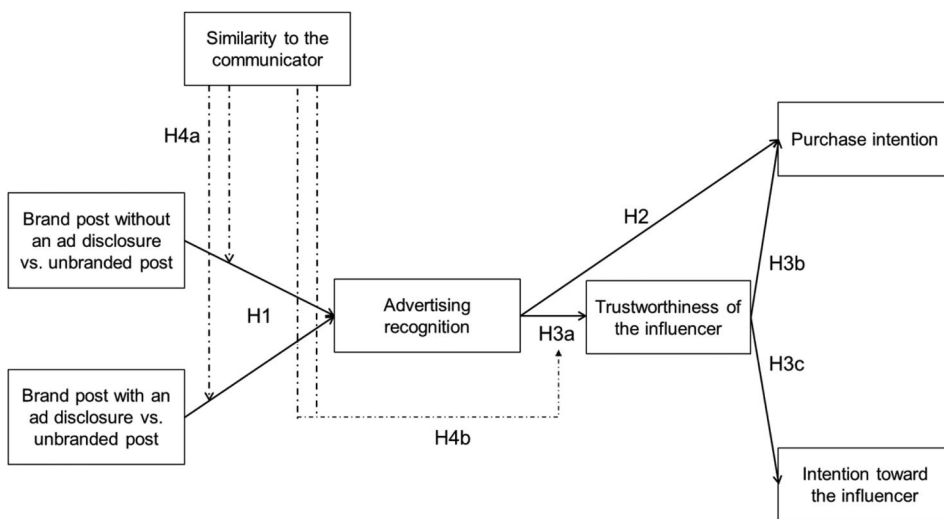 Similarity to the
communicator
H4a
Purchase intention
Brand post without
an ad disclosure
vs. unbranded post
H2
H3b
H1
Advertising
recognition
Trustworthiness of
the influencer
H3a
H3c
Brand post with an
ad disclosure vs.
unbranded post
H4b
Intention toward
the influencer